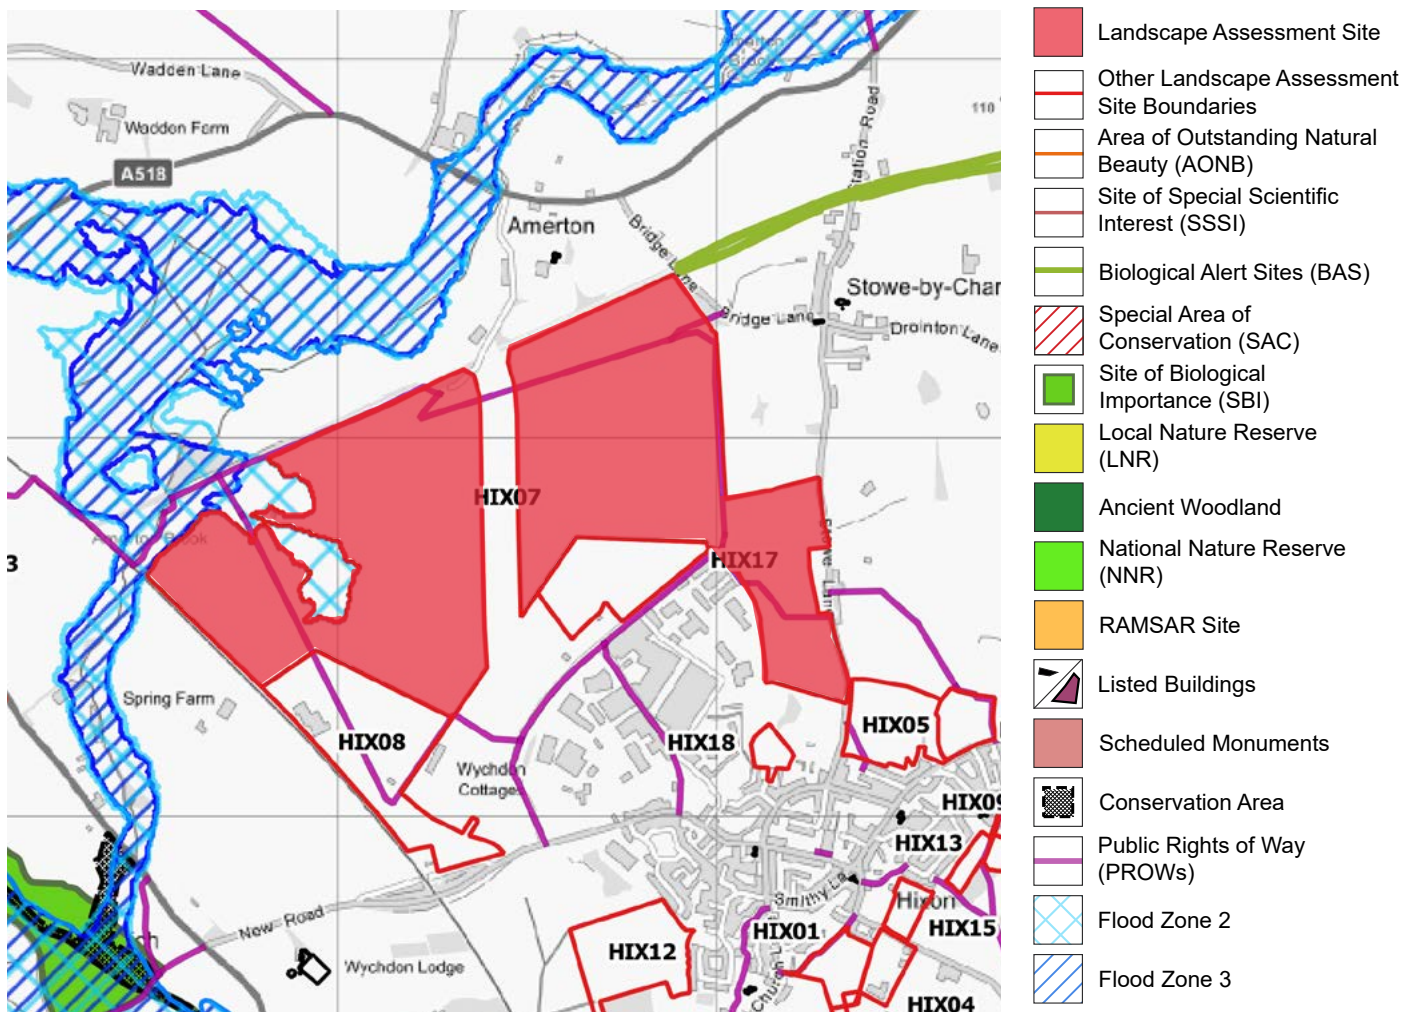 Wadden Lane
Waddon Farm
A518
Amerton
Bridge Lane
Bridge Lane
Station Road
110
Stowe-by-Char
Drointon Lane
HIX07
HIX17
3
Spring Farm
HIX08
HIX18
HIX05
Wychdon
Cottages
HIX09
HIX13
Smithy La
Hixon
HIX15
HIX01
HIX12
HIX04
New Road
Wychdon Lodge
Landscape Assessment Site
Other Landscape Assessment
Site Boundaries
Area of Outstanding Natural
Beauty (AONB)
Site of Special Scientific
Interest (SSSI)
Biological Alert Sites (BAS)
Special Area of
Conservation (SAC)
Site of Biological
Importance (SBI)
Local Nature Reserve
(LNR)
Ancient Woodland
National Nature Reserve
(NNR)
RAMSAR Site
Listed Buildings
Scheduled Monuments
Conservation Area
Public Rights of Way
(PROWs)
Flood Zone 2
Flood Zone 3